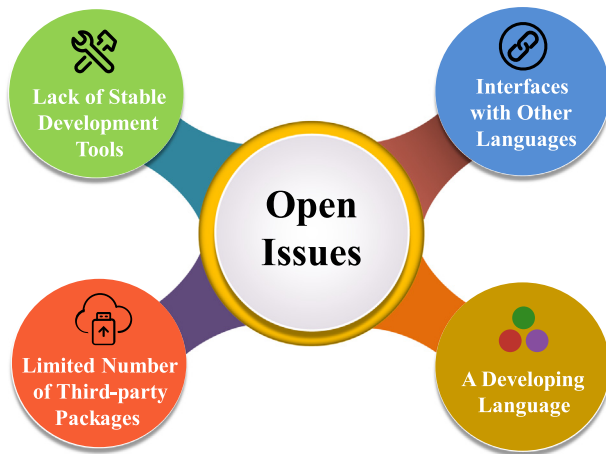 Lack of Stable
Development
Tools
Interfaces
with Other
Languages
Open
Issues
Limited Number
of Third-party
Packages
A Developing
Language